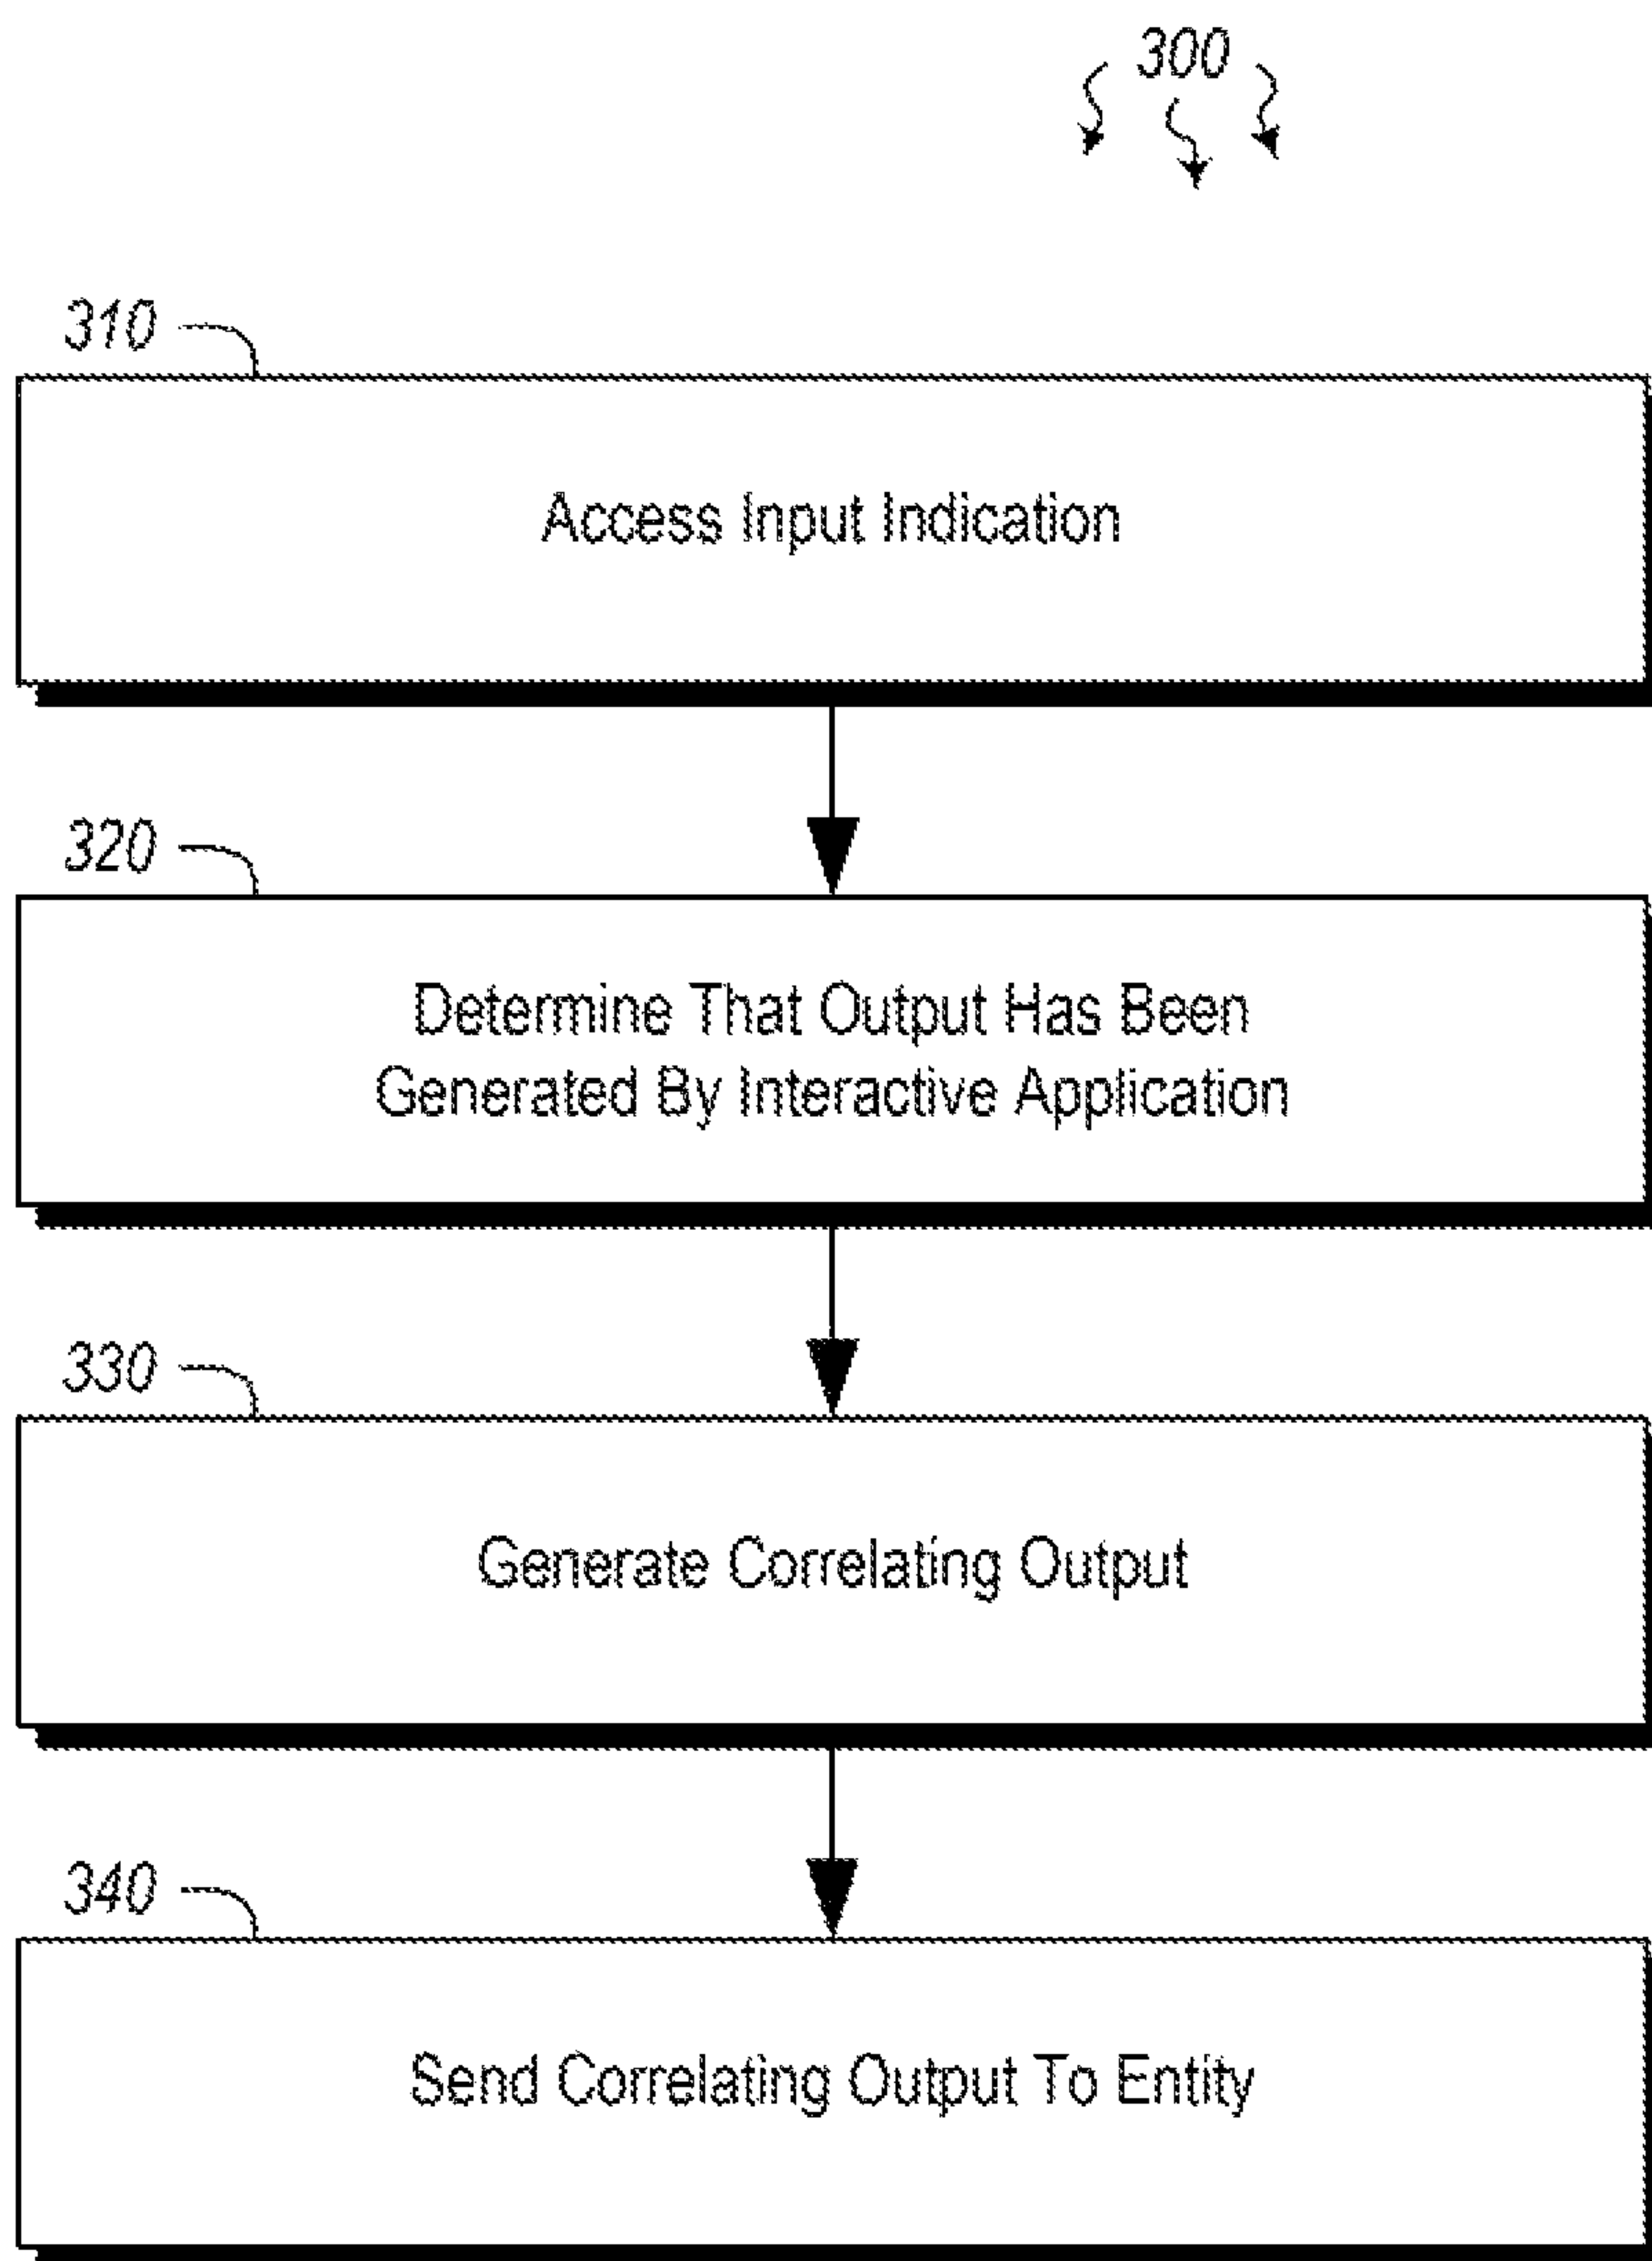 300
310
Access Input Indication
320
Determine That Output Has Been
Generated By Interactive Application
330
Generate Correlating Output
340
Send Correlating Output To Entity